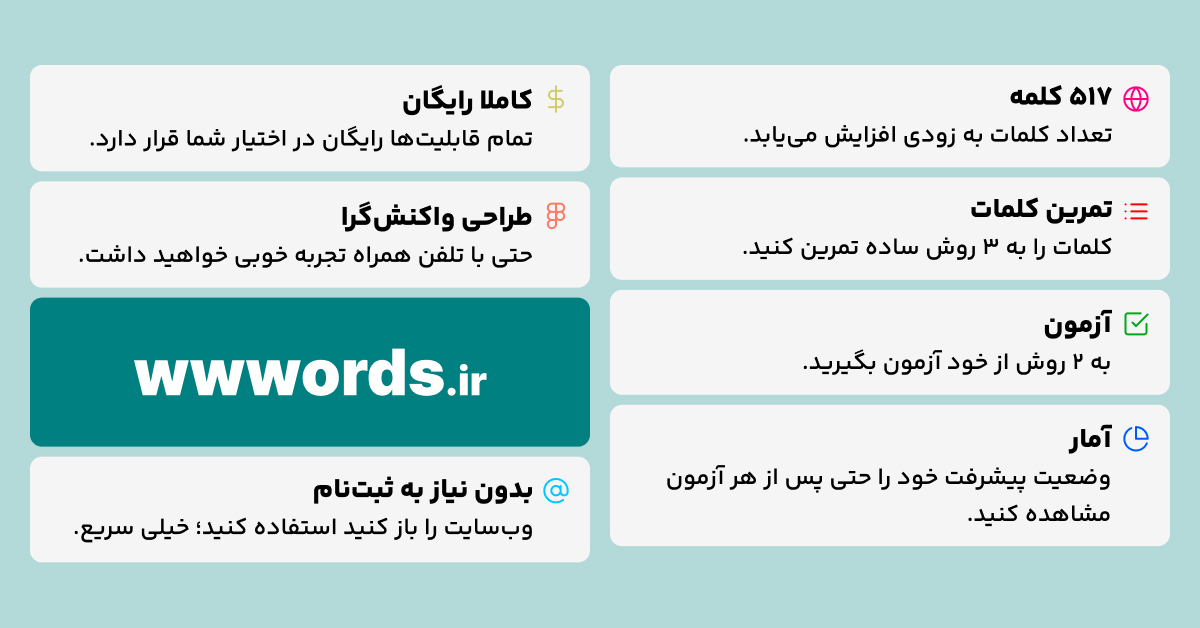 ۵۱۷ کلمه
تعداد کلمات به زودی افزایش می‌یابد.
تمرین کلمات
کلمات را به ۳ روش ساده تمرین کنید.
آزمون
به ۲ روش از خود آزمون بگیرید.
آمار
وضعیت پیشرفت خود را حتی پس از هر آزمون
مشاهده کنید.
کاملا رایگان
تمام قابلیت‌ها رایگان در اختیار شما قرار دارد.
طراحی واکنش‌گرا
حتی با تلفن همراه تجربه خوبی خواهید داشت.
wwwords.ir
بدون نیاز به ثبت‌نام
وب‌سایت را باز کنید استفاده کنید؛ خیلی سریع.